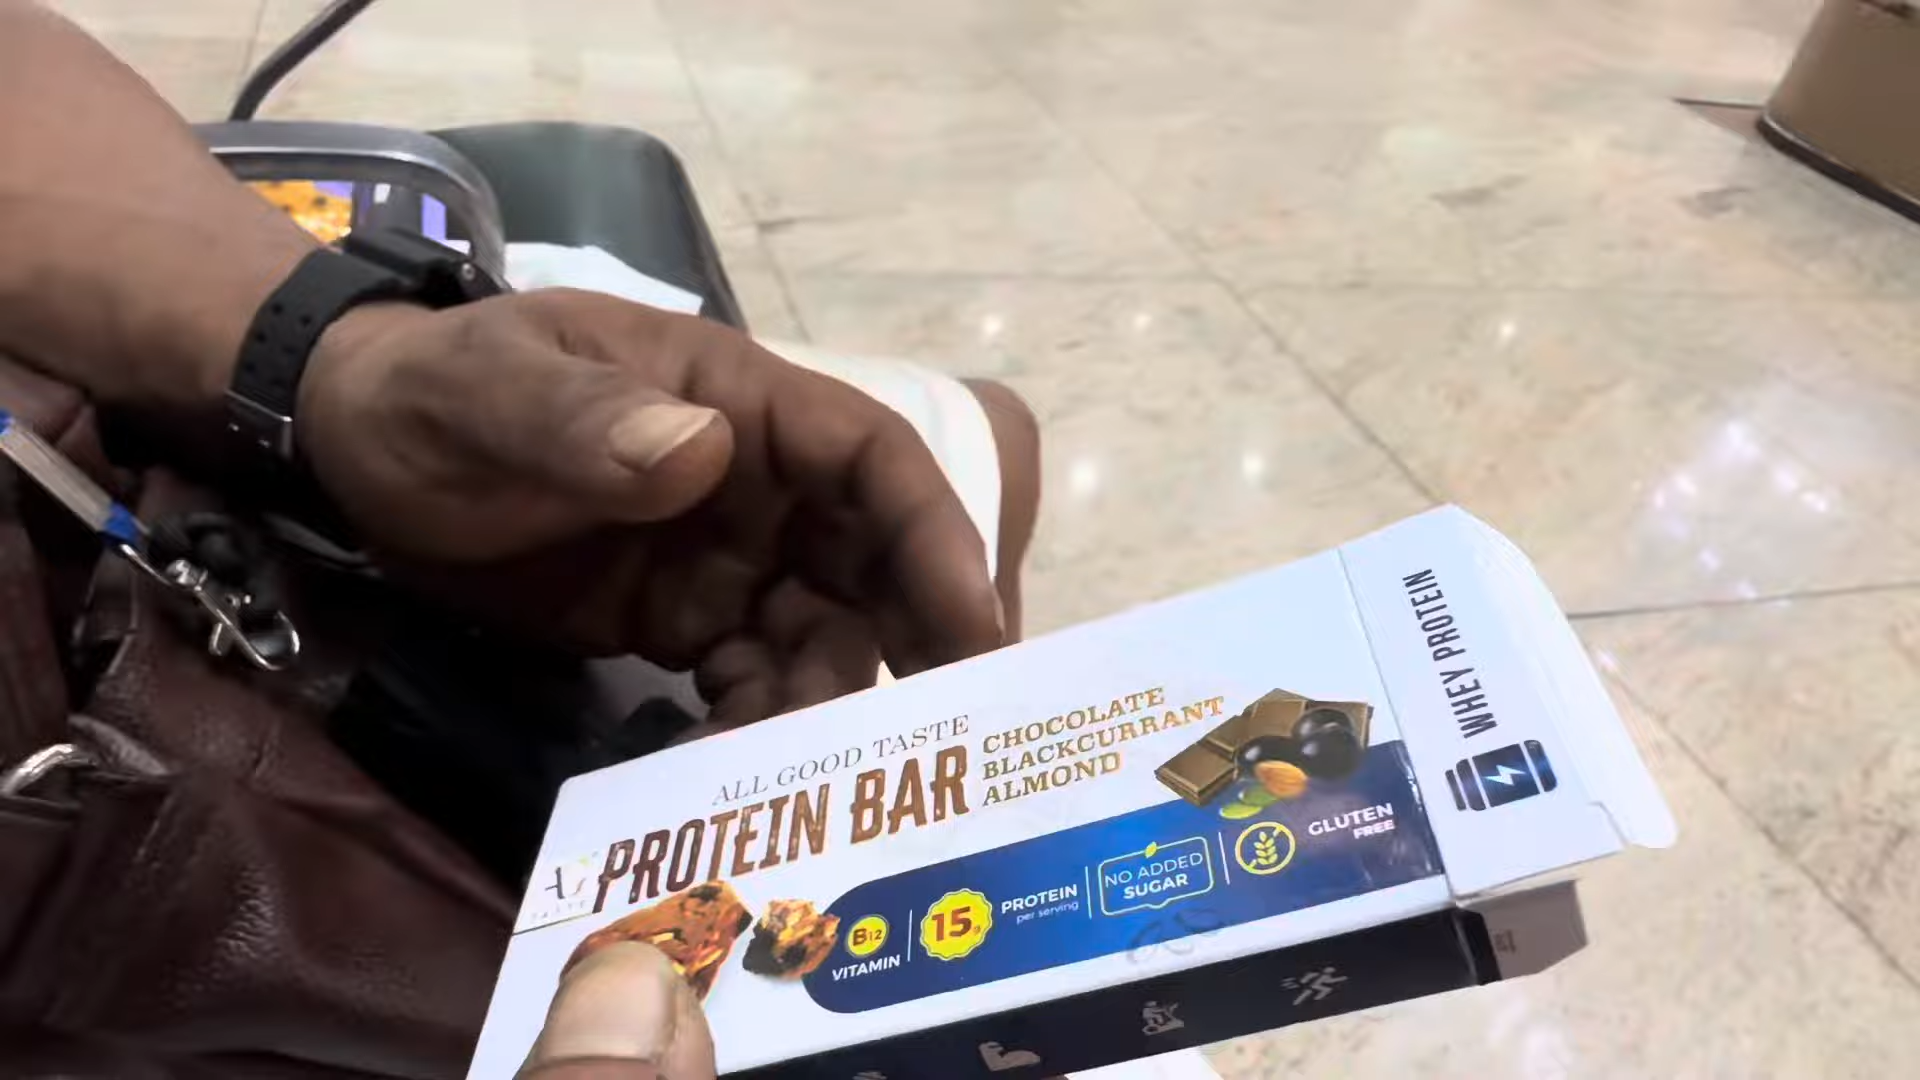 ALL GOOD TASTE
PROTEIN BAR
CHOCOLATE
BLACKCURRANT
ALMOND
B12
VITAMIN
15g
PROTEIN
per serving
NO ADDED
SUGAR
GLUTEN
FREE
WHEY PROTEIN